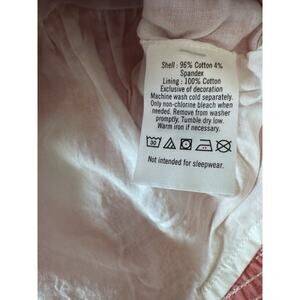 Shell : 96% Cotton 4%
Spandex
Lining : 100% Cotton
Exclusive of decoration
Machine wash cold separately.
Only non-chlorine bleach when
needed. Remove from washer
promptly. Tumble dry low.
Warm iron if necessary.
30
Not intended for sleepwear.